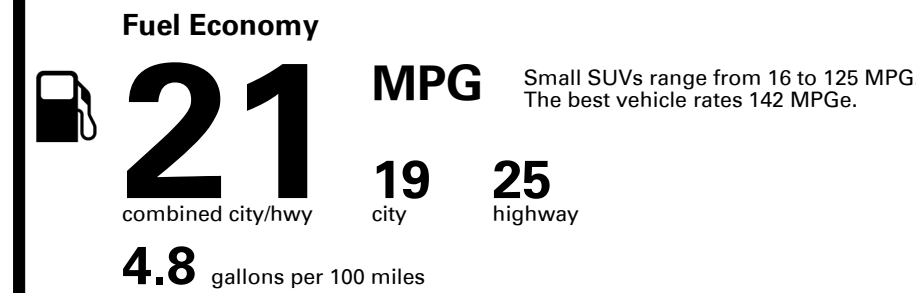 Fuel Economy
21 MPG
Small SUVs range from 16 to 125 MPG
The best vehicle rates 142 MPGe.
19 25
combined city/hwy city highway
4.8 gallons per 100 miles